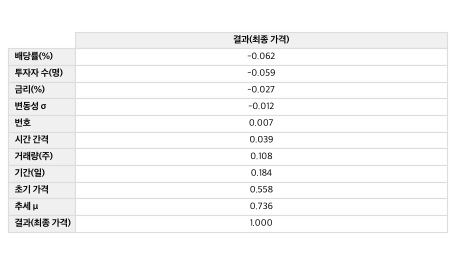 결과(최종 가격)
배당률(%) -0.062
투자자 수(명) -0.059
금리(%) -0.027
변동성 σ -0.012
번호 0.007
시간 간격 0.039
거래량(주) 0.108
기간(일) 0.184
초기 가격 0.558
추세 μ 0.736
결과(최종 가격) 1.000